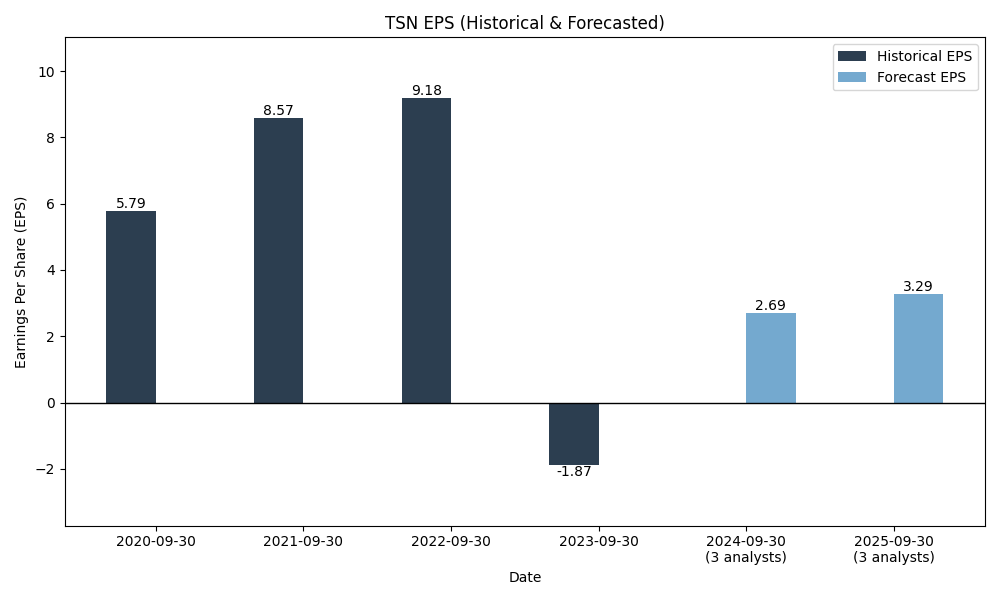 TSN EPS (Historical & Forecasted)
Historical EPS
Forecast EPS
Earnings Per Share (EPS)
10
8
6
4
2
0
−2
5.79
8.57
9.18
-1.87
2.69
3.29
2020-09-30
2021-09-30
2022-09-30
2023-09-30
2024-09-30
(3 analysts)
2025-09-30
(3 analysts)
Date